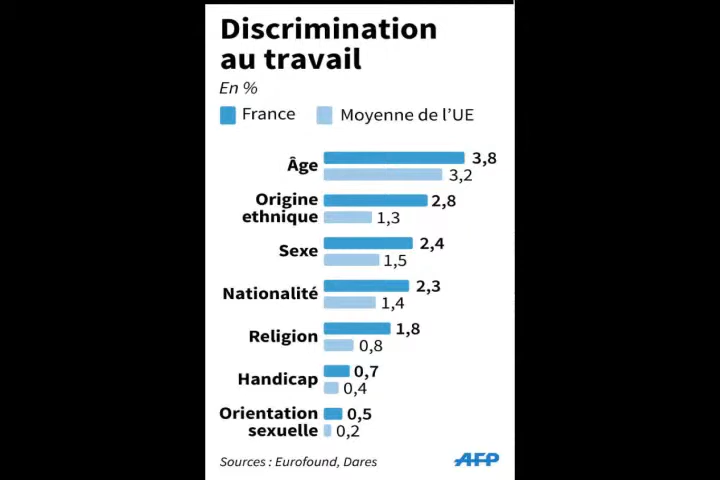 Discrimination
au travail
En %
France Moyenne de l'UE
Âge 3,8
3,2
Origine
ethnique
2,8
1,3
Sexe 2,4
1,5
Nationalité 2,3
1,4
Religion 1,8
0,8
Handicap 0,7
0,4
Orientation
sexuelle
0,5
0,2
Sources : Eurofound, Dares
AFP